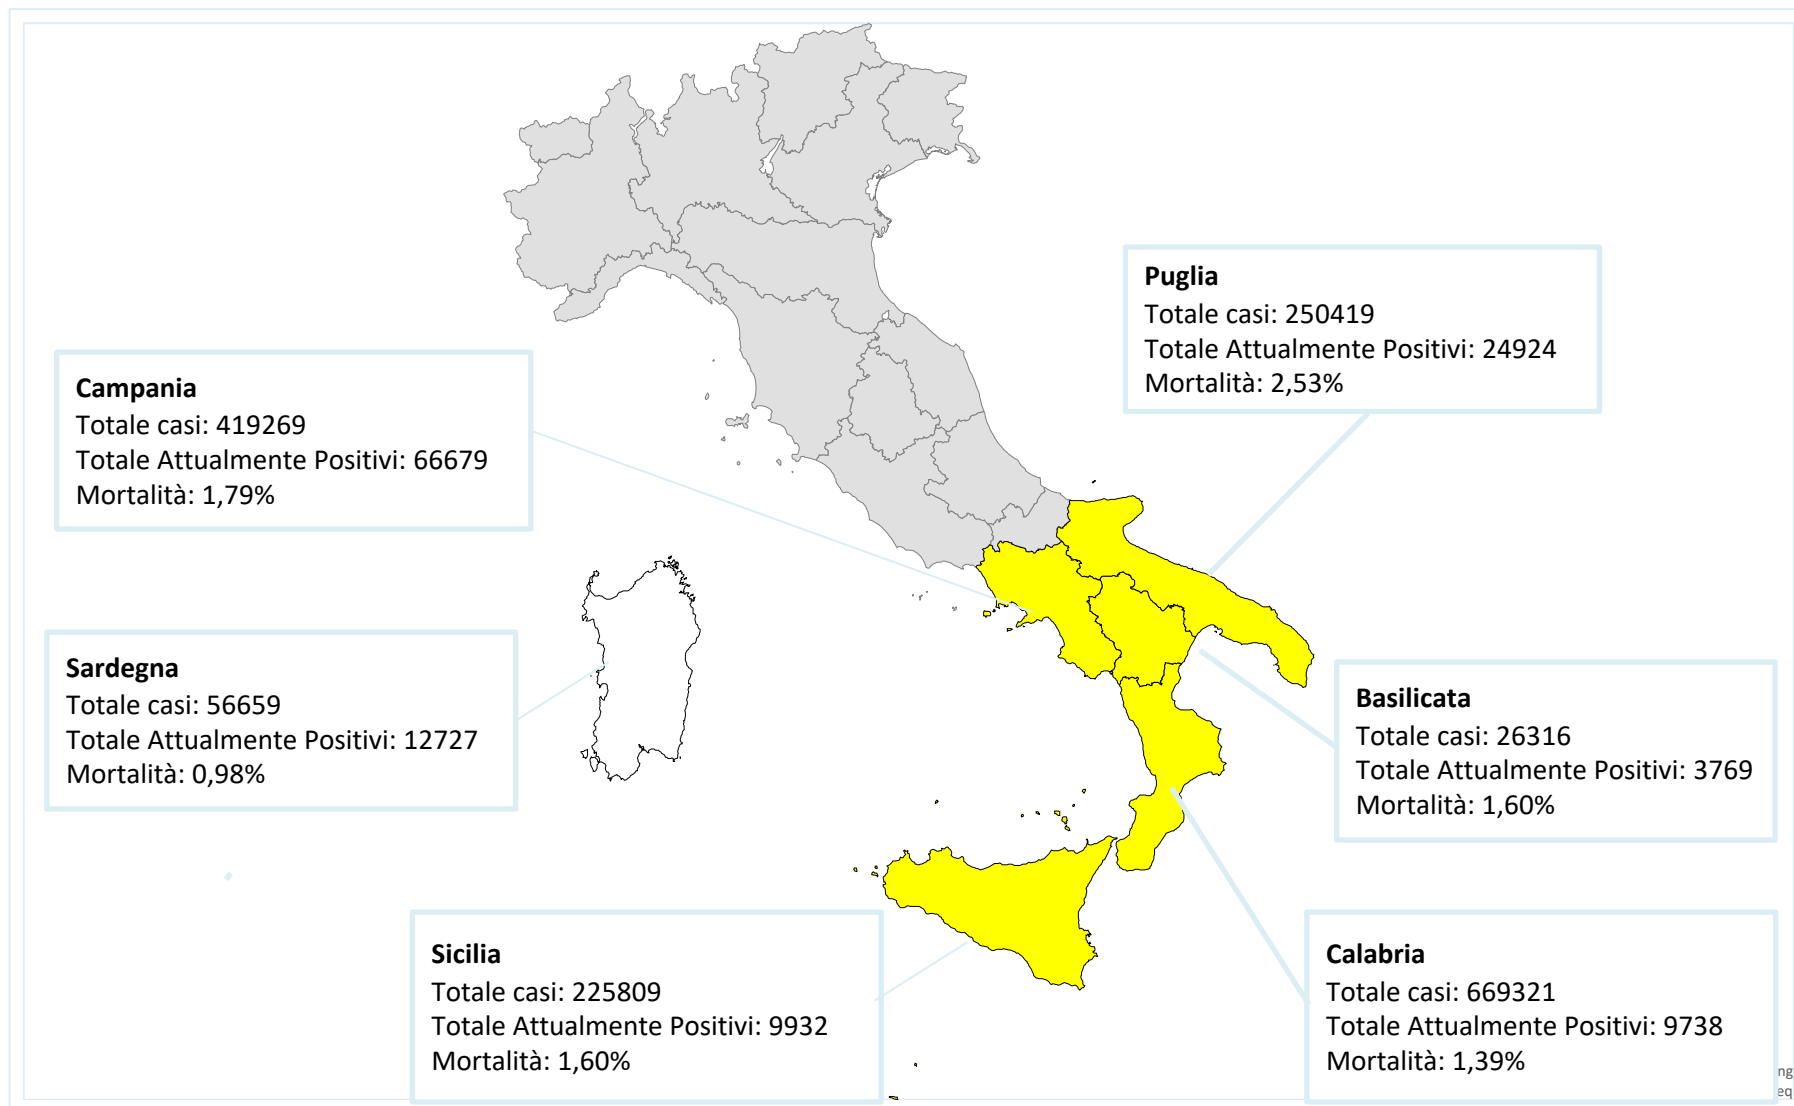 Puglia
Totale casi: 250419
Totale Attualmente Positivi: 24924
Mortalità: 2,53%
Campania
Totale casi: 419269
Totale Attualmente Positivi: 66679
Mortalità: 1,79%
Sardegna
Totale casi: 56659
Totale Attualmente Positivi: 12727
Mortalità: 0,98%
Basilicata
Totale casi: 26316
Totale Attualmente Positivi: 3769
Mortalità: 1,60%
Sicilia
Totale casi: 225809
Totale Attualmente Positivi: 9932
Mortalità: 1,60%
Calabria
Totale casi: 669321
Totale Attualmente Positivi: 9738
Mortalità: 1,39%
ng
eq